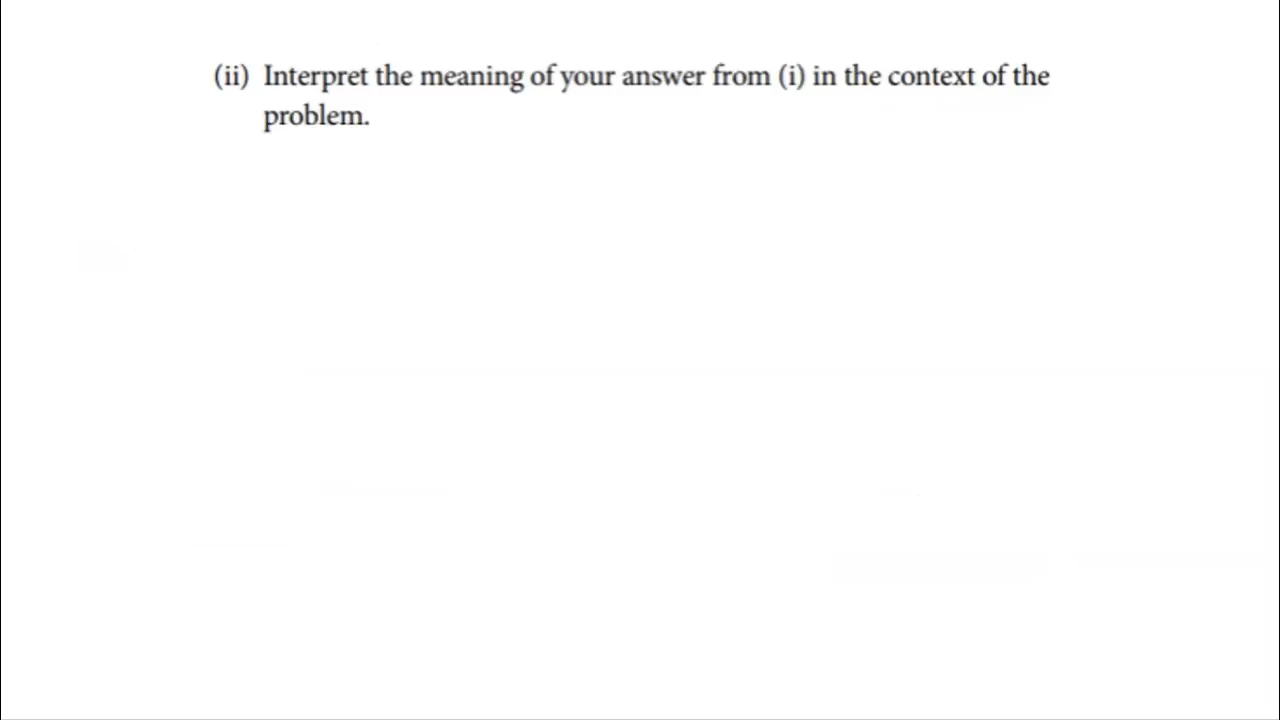 (ii) Interpret the meaning of your answer from (i) in the context of the
problem.